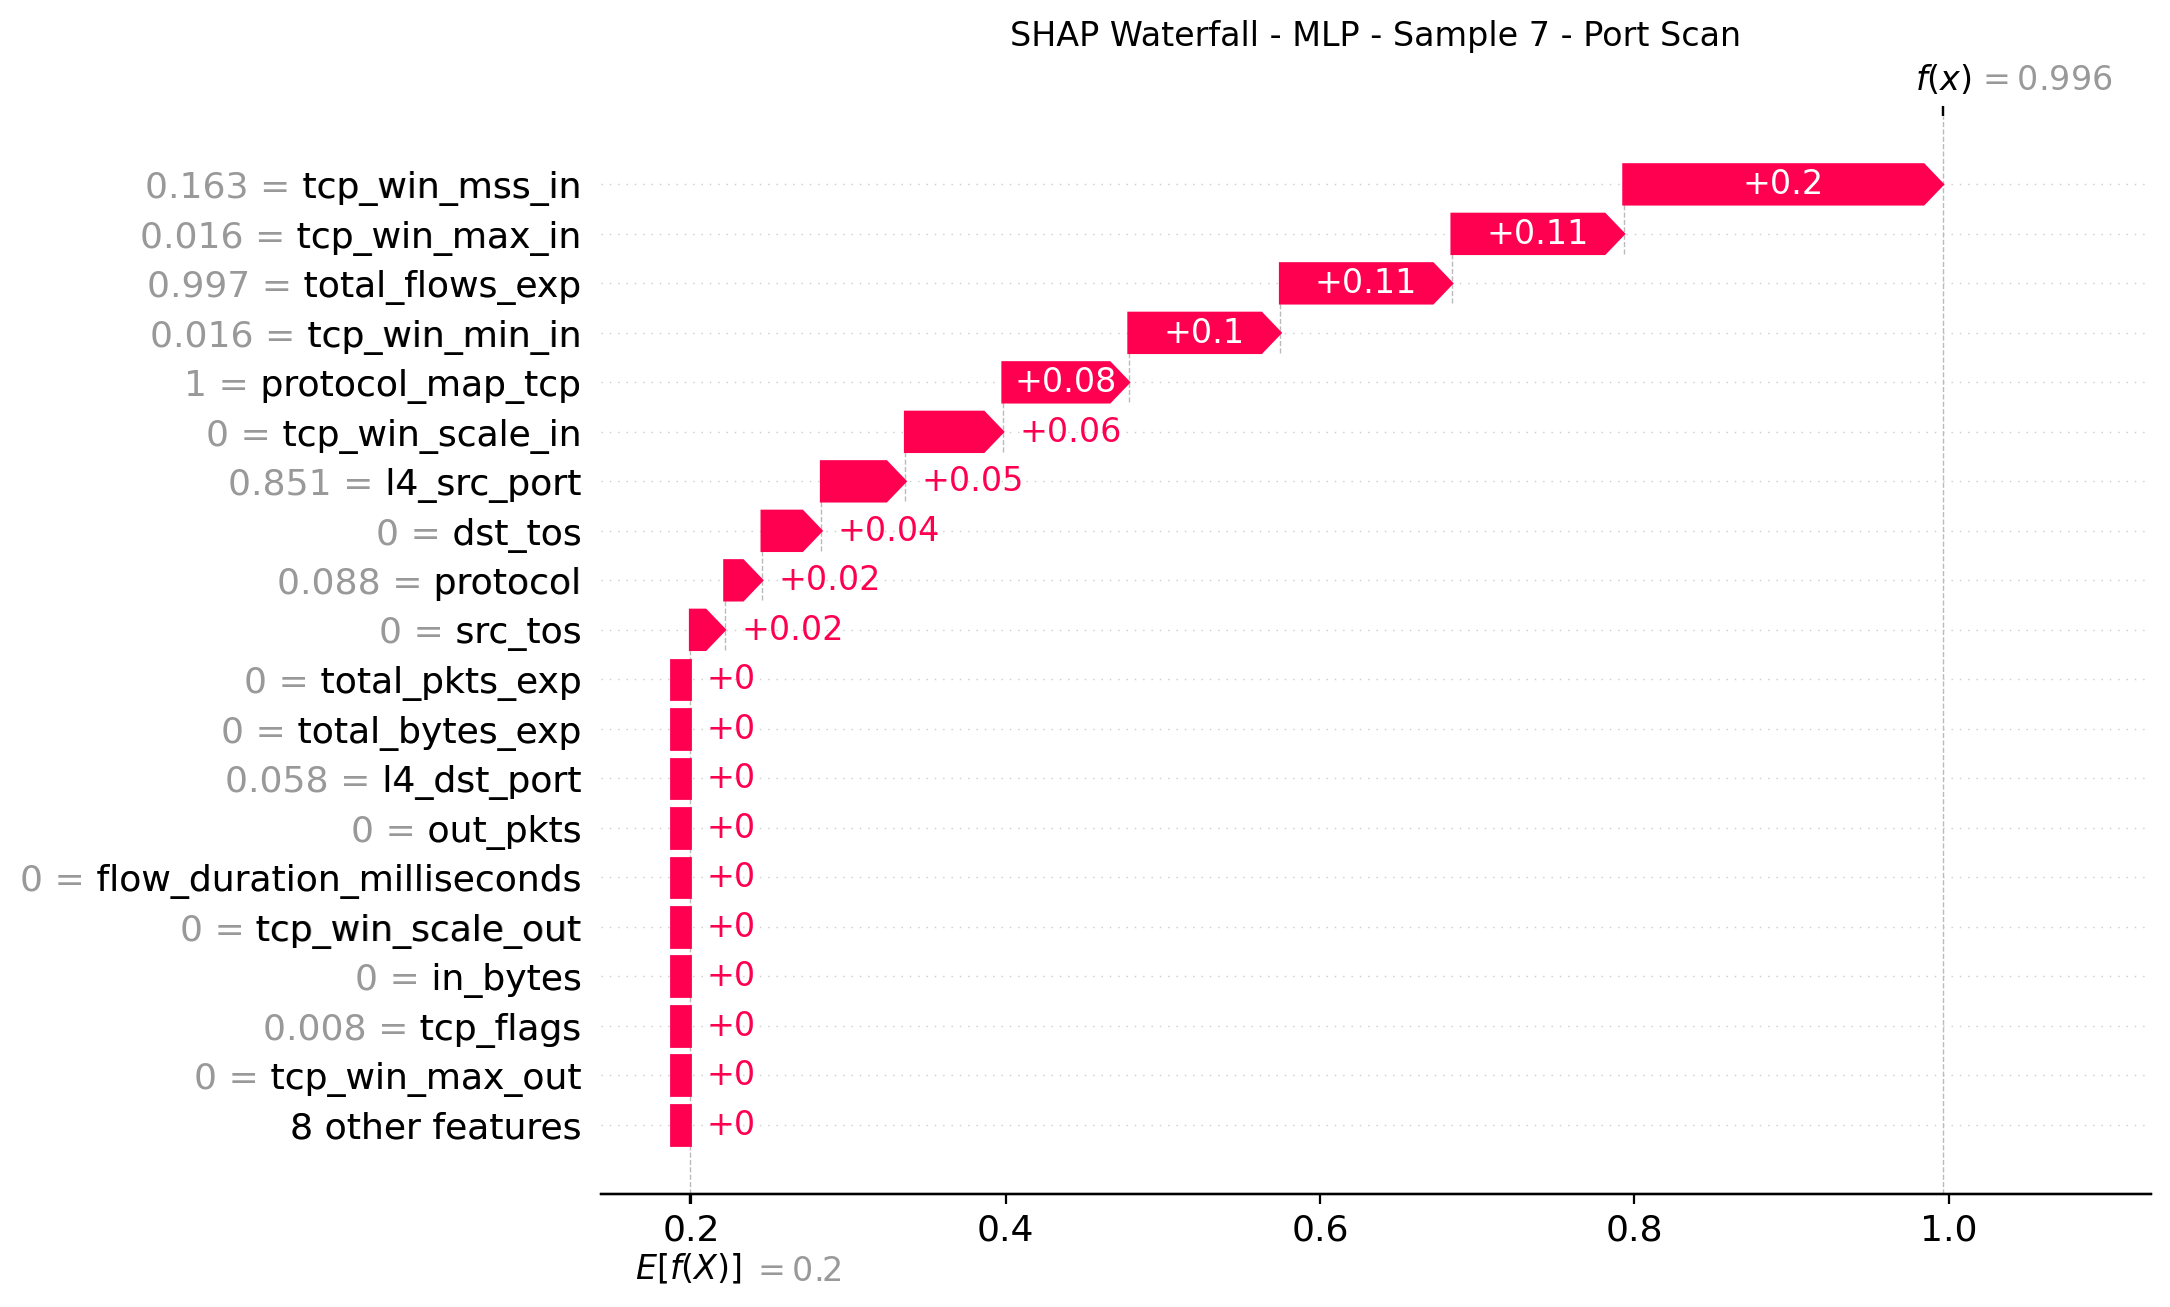 SHAP Waterfall - MLP - Sample 7 - Port Scan
f(x) = 0.996
0.163 = tcp_win_mss_in +0.2
0.016 = tcp_win_max_in +0.11
0.997 = total_flows_exp +0.11
0.016 = tcp_win_min_in +0.1
1 = protocol_map_tcp +0.08
0 = tcp_win_scale_in +0.06
0.851 = l4_src_port +0.05
0 = dst_tos +0.04
0.088 = protocol +0.02
0 = src_tos +0.02
0 = total_pkts_exp +0
0 = total_bytes_exp +0
0.058 = l4_dst_port +0
0 = out_pkts +0
0 = flow_duration_milliseconds +0
0 = tcp_win_scale_out +0
0 = in_bytes +0
0.008 = tcp_flags +0
0 = tcp_win_max_out +0
8 other features +0
0.2 0.4 0.6 0.8 1.0
E[f(X)] = 0.2